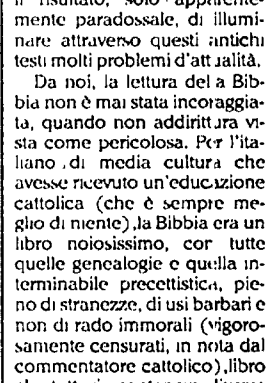 il risultato, solo apparente-
mente paradossale, di illumi-
nare attraverso questi antichi
testi molti problemi d'attualità.
Da noi, la lettura della Bib-
bia non è mai stata incoraggia-
ta, quando non addirittura vi-
sta come pericolosa. Per l'ita-
liano di media cultura che
avesse ricevuto un'educazione
cattolica (che è sempre me-
glio di niente), la Bibbia era un
libro noiosissimo, con tutte
quelle genealogie e quella in-
terminabile precettistica, pie-
no di stranezze, di usi barbari e
non di rado immorali (vigoro-
samente censurati, in nota dal
commentatore cattolico), libro